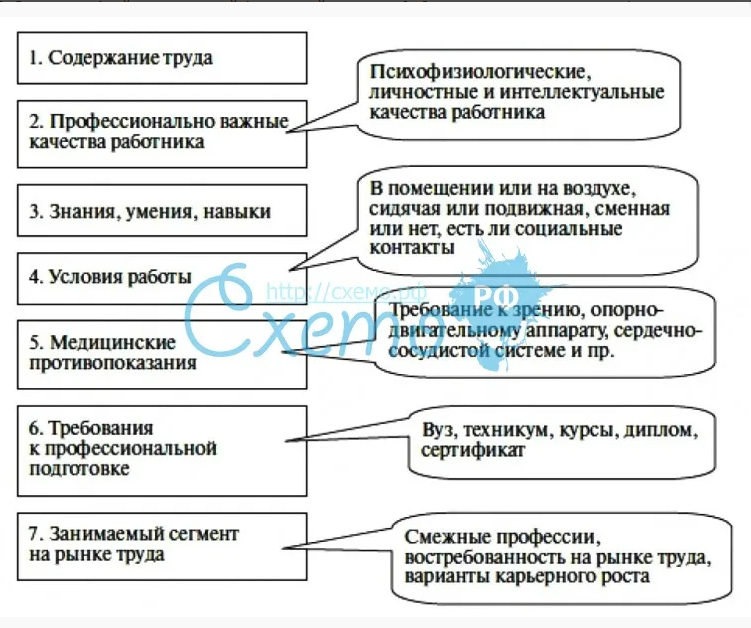 1. Содержание труда
Психофизиологические,
личностные и интеллектуальные
качества работника
2. Профессионально важные
качества работника
В помещении или на воздухе,
сидячая или подвижная, сменная
или нет, есть ли социальные
контакты
3. Знания, умения, навыки
4. Условия работы
http://схемо.рф
Схемо
РФ
Требование к зрению, опорно-
двигательному аппарату, сердечно-
сосудистой системе и пр.
5. Медицинские
противопоказания
6. Требования
к профессиональной
подготовке
Вуз, техникум, курсы, диплом,
сертификат
7. Занимаемый сегмент
на рынке труда
Смежные профессии,
востребованность на рынке труда,
варианты карьерного роста